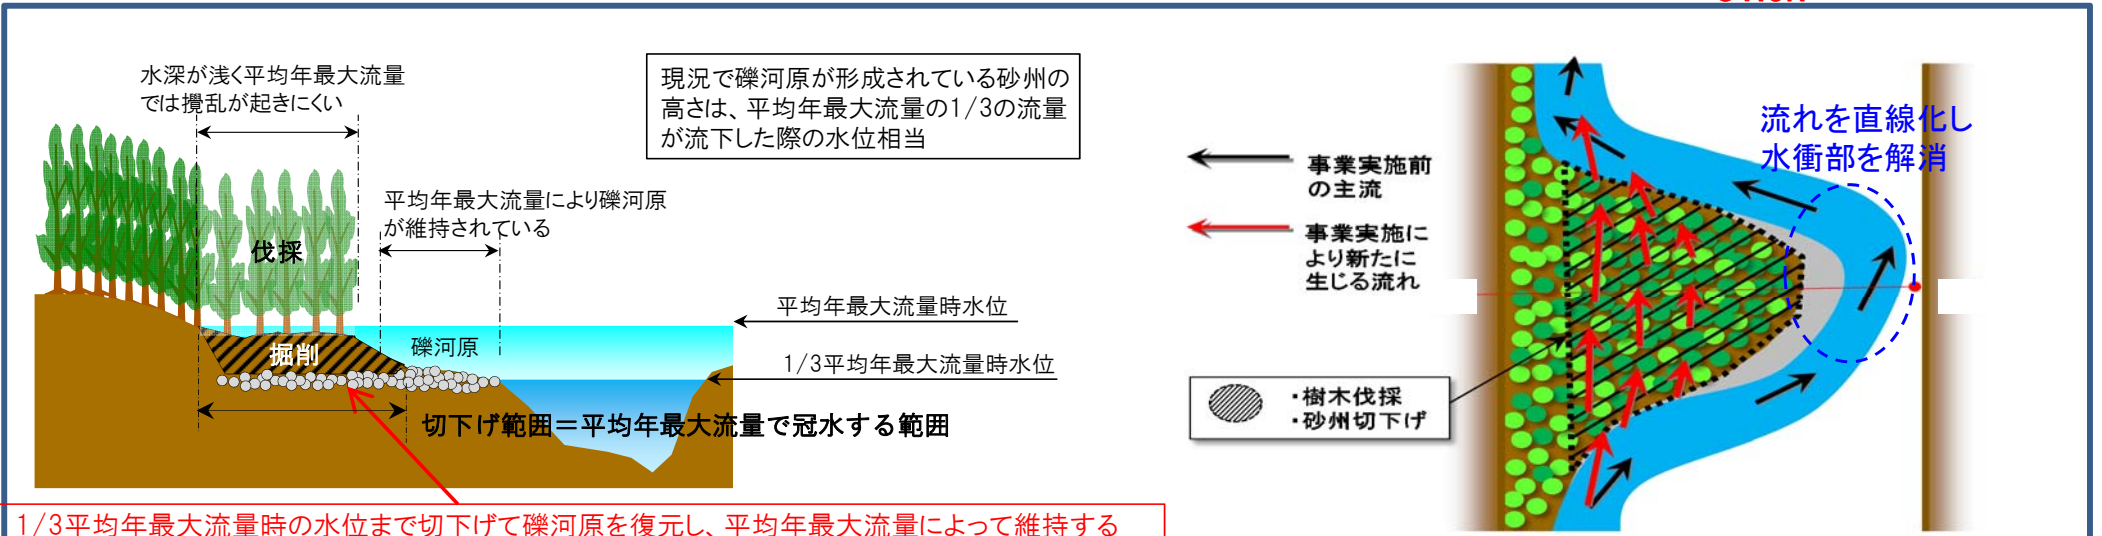 水深が浅く平均年最大流量
では攪乱が起きにくい
現況で礫河原が形成されている砂州の
高さは、平均年最大流量の1/3の流量
が流下した際の水位相当
平均年最大流量により礫河原
が維持されている
伐採
掘削
礫河原
平均年最大流量時水位
1/3平均年最大流量時水位
切下げ範囲＝平均年最大流量で冠水する範囲
1/3平均年最大流量時の水位まで切下げて礫河原を復元し、平均年最大流量によって維持する
流れを直線化し
水衝部を解消
事業実施前
の主流
事業実施に
より新たに
生じる流れ
・樹木伐採
・砂州切下げ